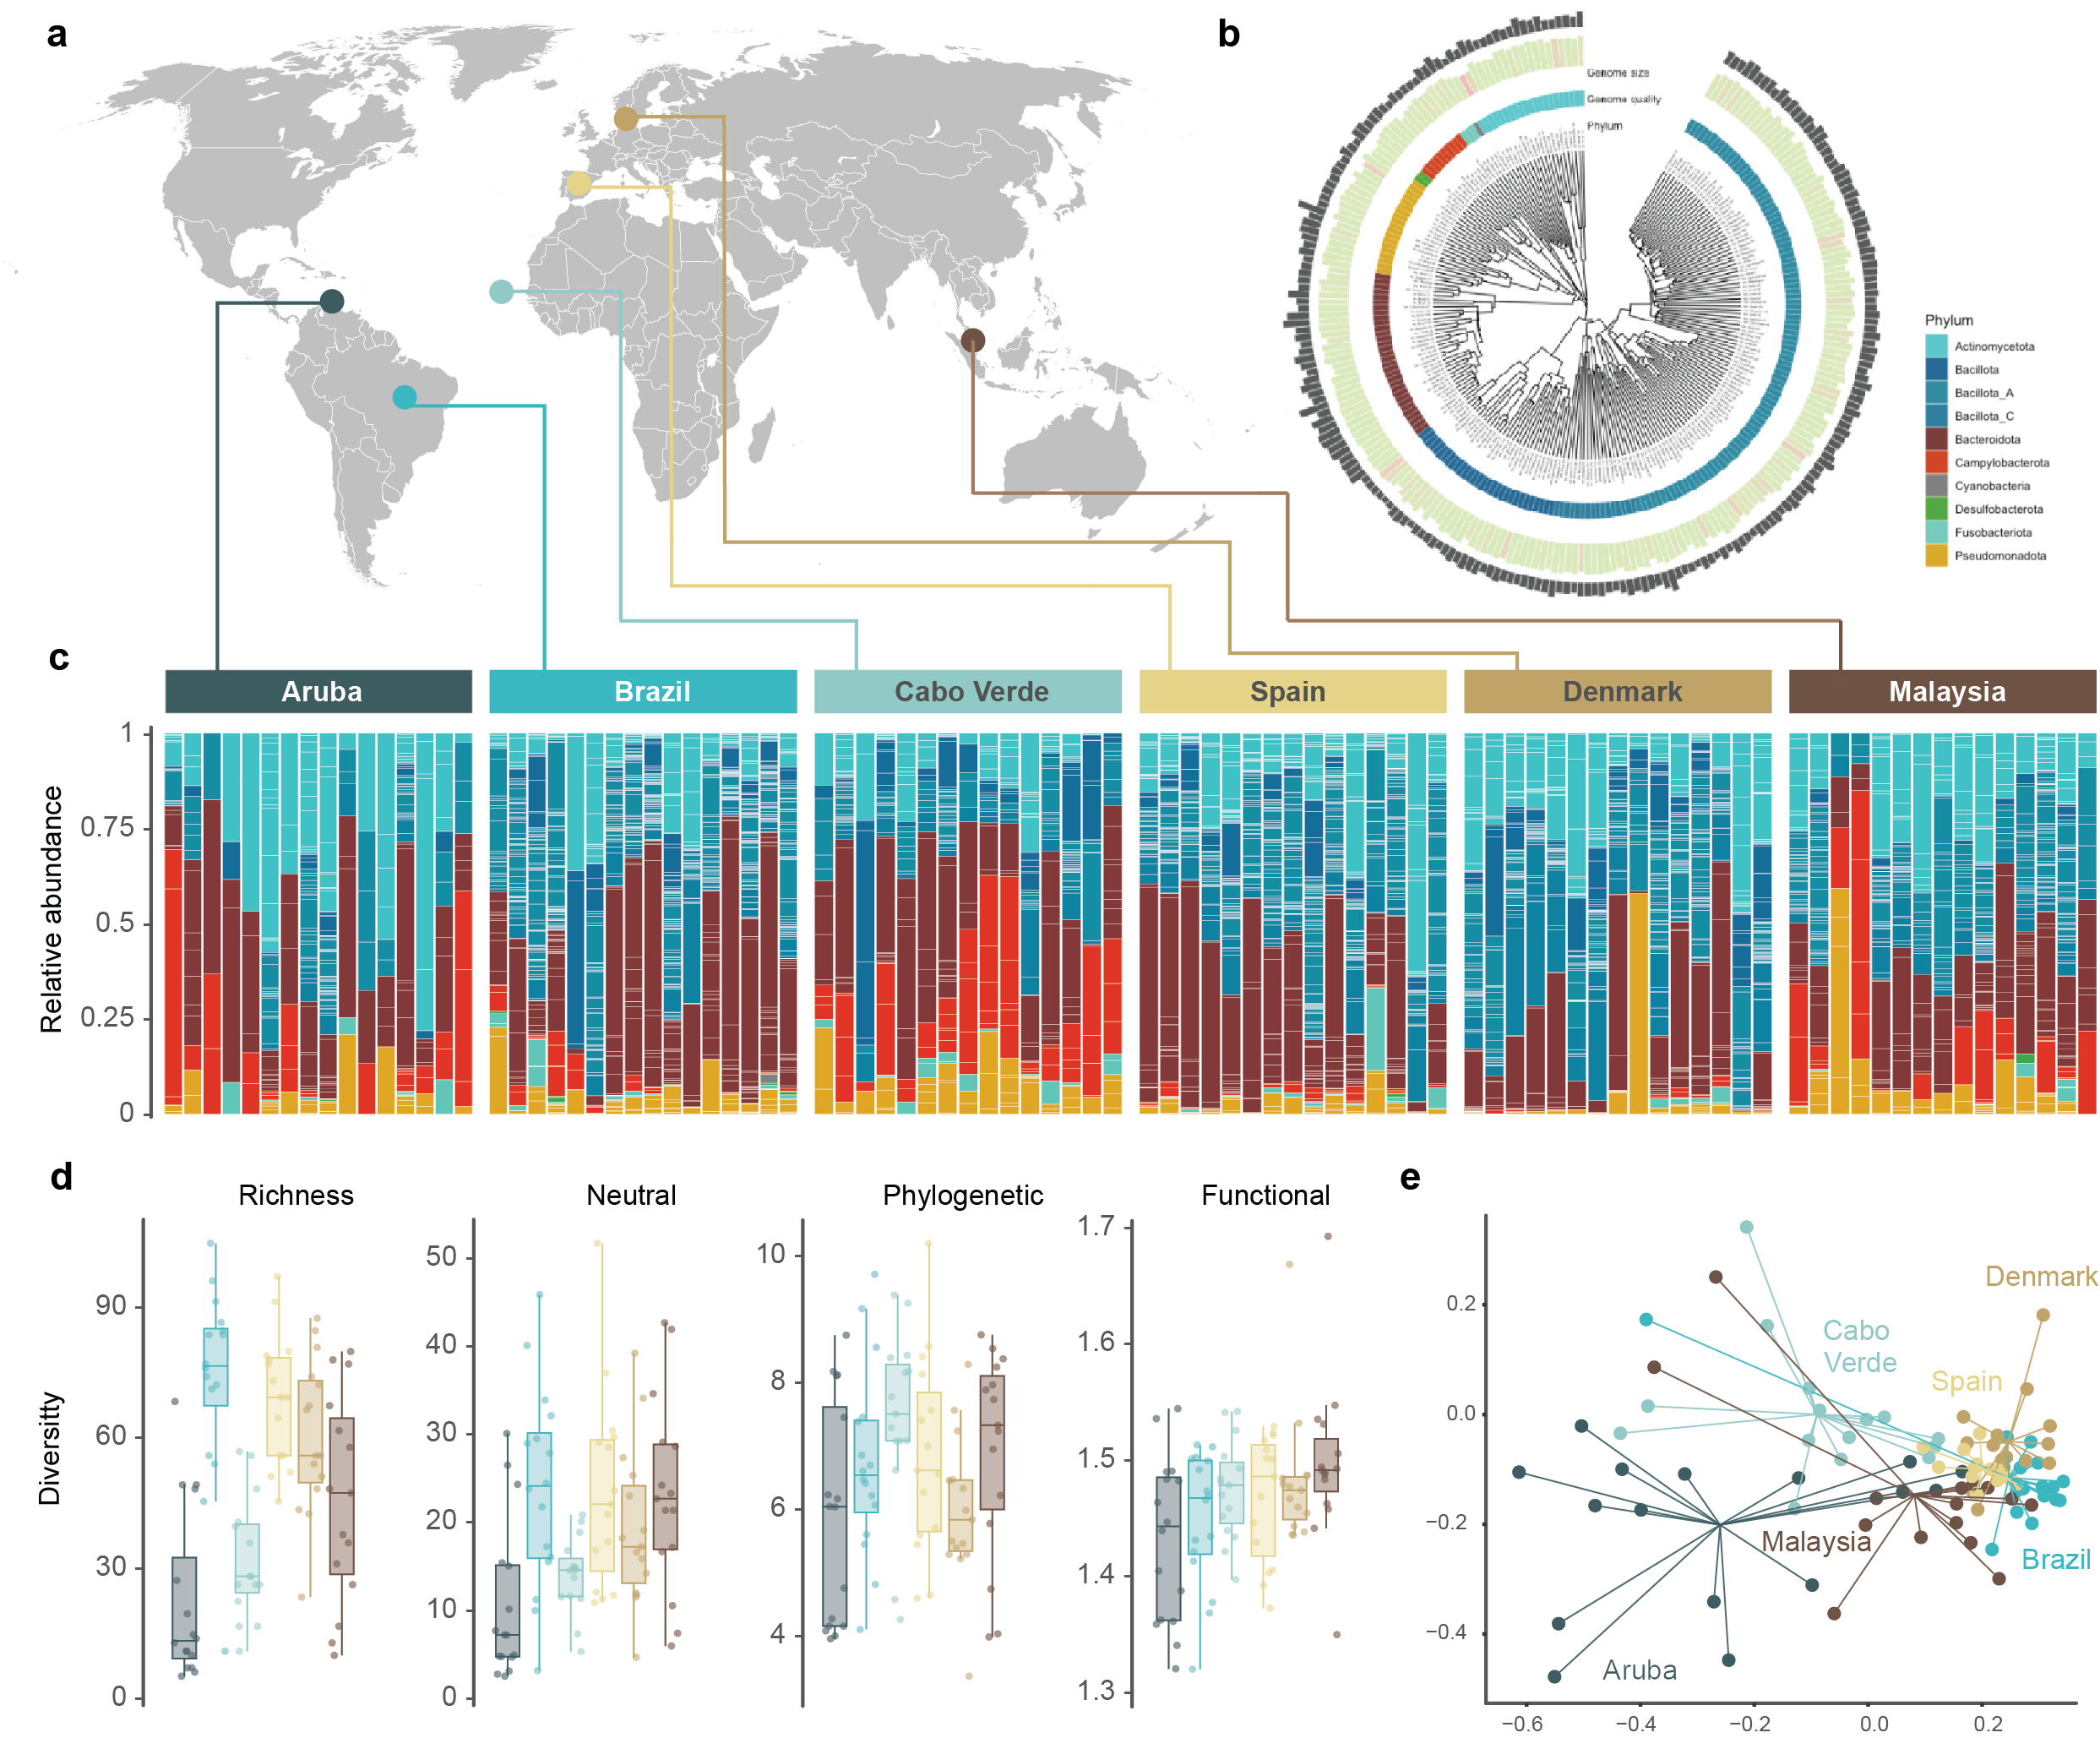 a
b
Genome size
Genome quality
Phylum
Phylum
Actinomycetota
Bacillota
Bacillota_A
Bacillota_C
Bacteroidota
Campylobacterota
Cyanobacteria
Desulfobacterota
Fusobacteriota
Pseudomonadota
c
Aruba
Brazil
Cabo Verde
Spain
Denmark
Malaysia
Relative abundance
1
0.75
0.5
0.25
0
d
Diversitty
Richness
90
60
30
0
Neutral
50
40
30
20
10
0
Phylogenetic
10
8
6
4
Functional
1.7
1.6
1.5
1.4
1.3
e
0.2
0.0
−0.2
−0.4
Denmark
Cabo
Verde
Spain
Malaysia
Brazil
Aruba
−0.6
−0.4
−0.2
0.0
0.2